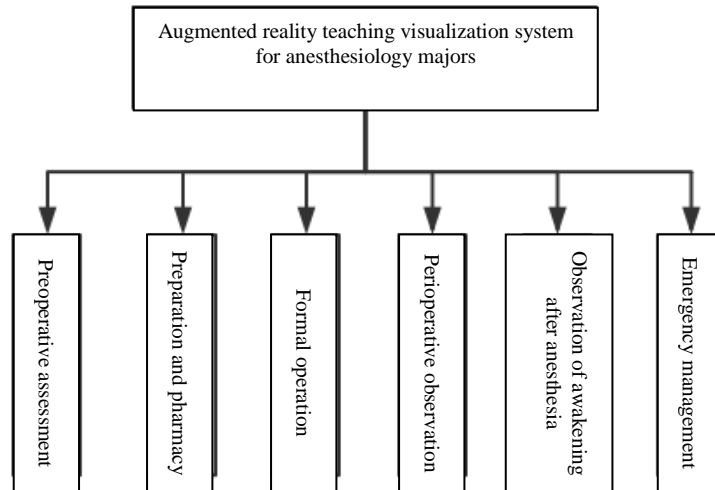 Augmented reality teaching visualization system
for anesthesiology majors
Preoperative assessment
Preparation and pharmacy
Formal operation
Perioperative observation
Observation of awakening
after anesthesia
Emergency management